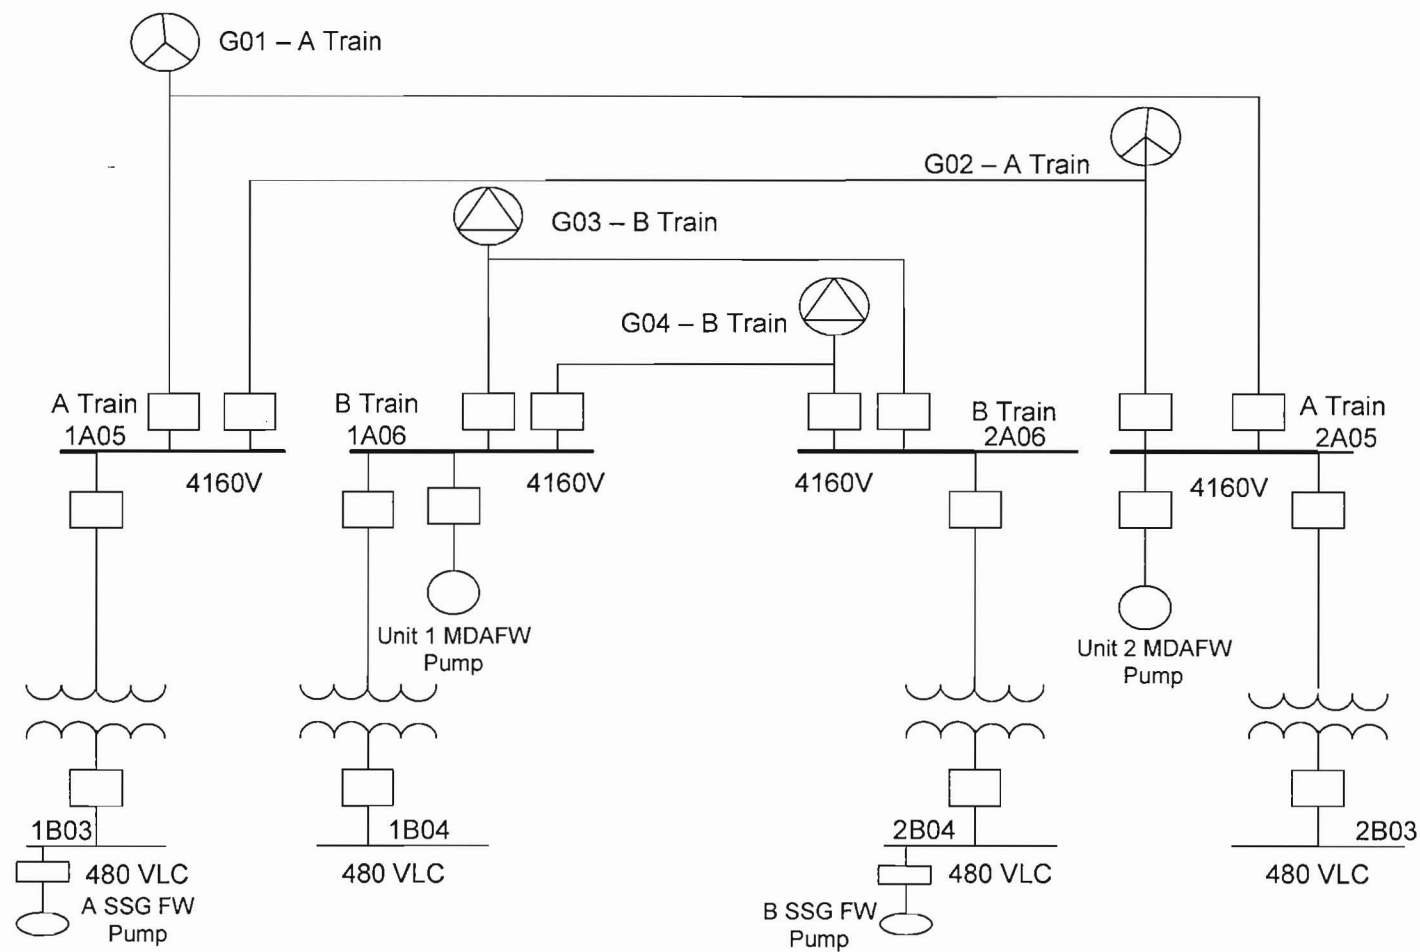 G01 – A Train
G02 – A Train
G03 – B Train
G04 – B Train
A Train
1A05
4160V
B Train
1A06
4160V
B Train
2A06
4160V
A Train
2A05
4160V
Unit 1 MDAFW
Pump
Unit 2 MDAFW
Pump
1B03
480 VLC
A SSG FW
Pump
1B04
480 VLC
2B04
480 VLC
B SSG FW
Pump
2B03
480 VLC